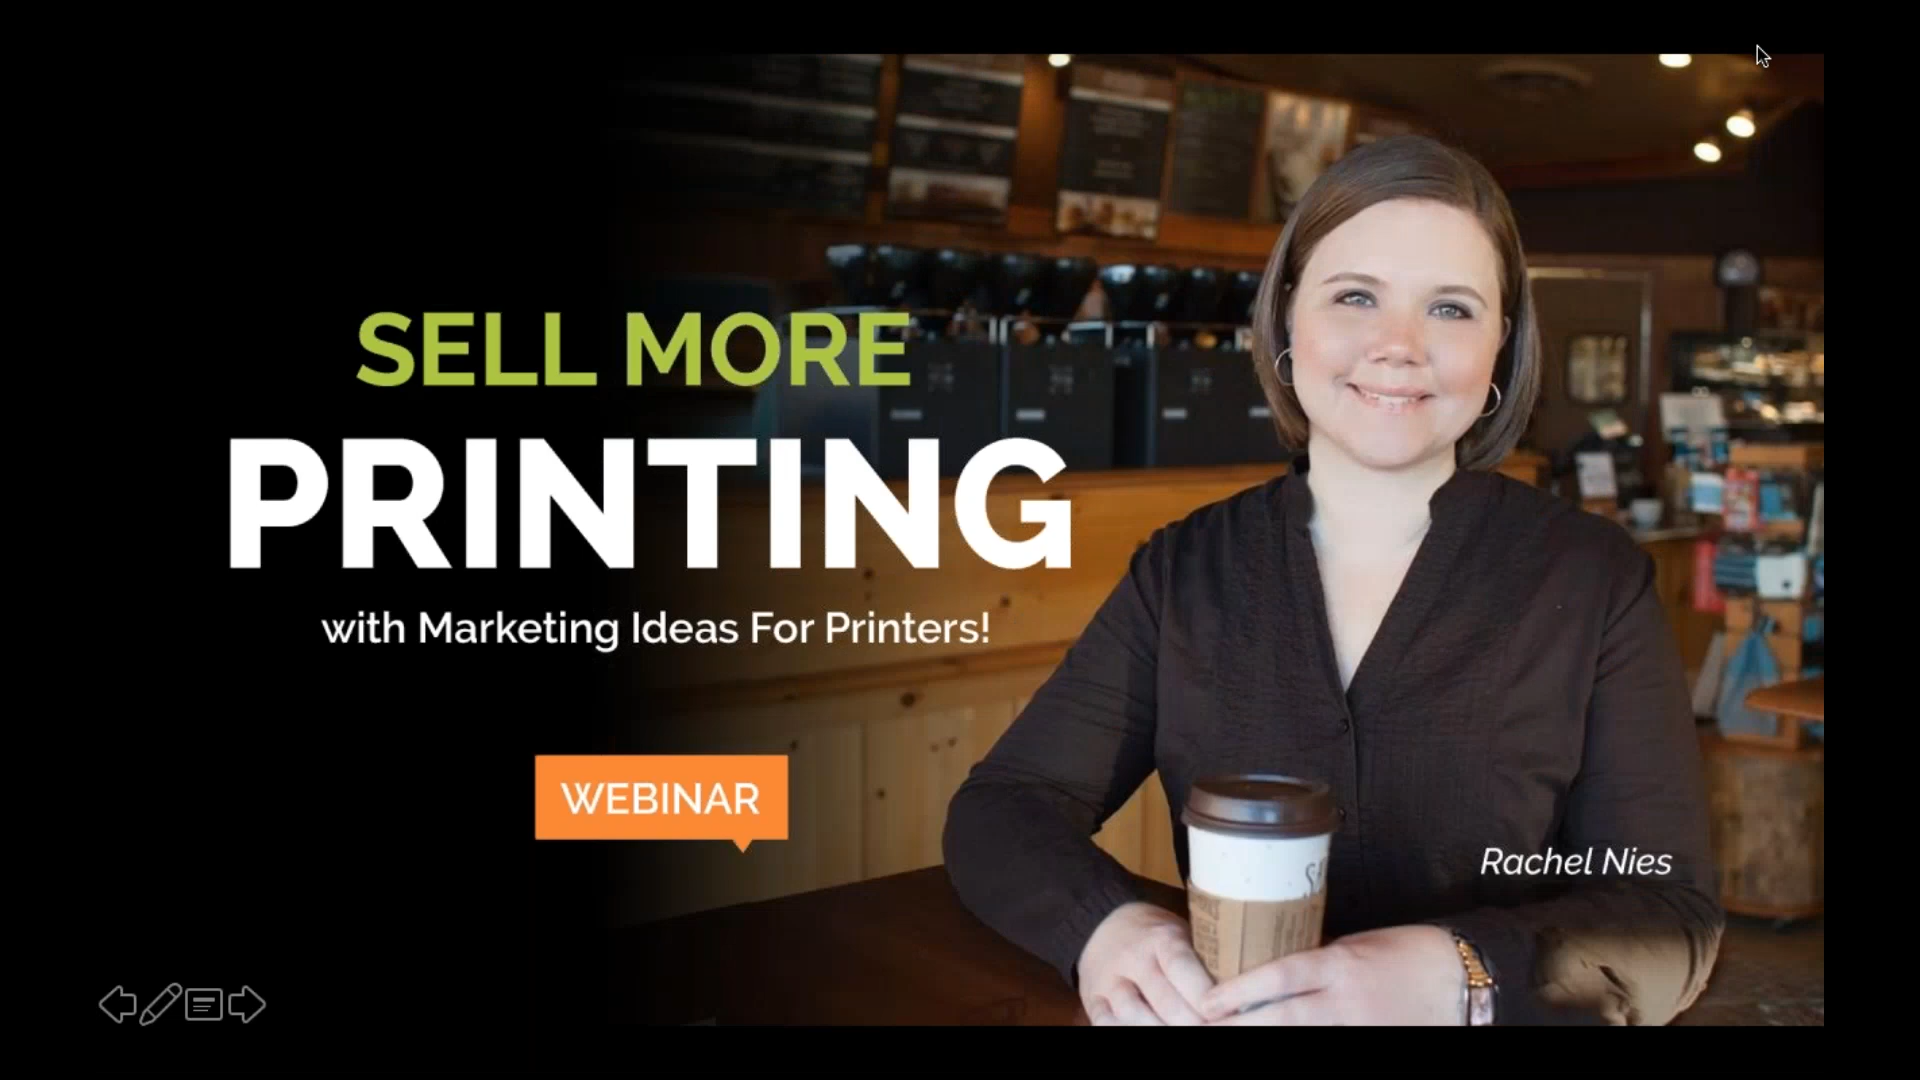 SELL MORE
PRINTING
with Marketing Ideas For Printers!
WEBINAR
Rachel Nies